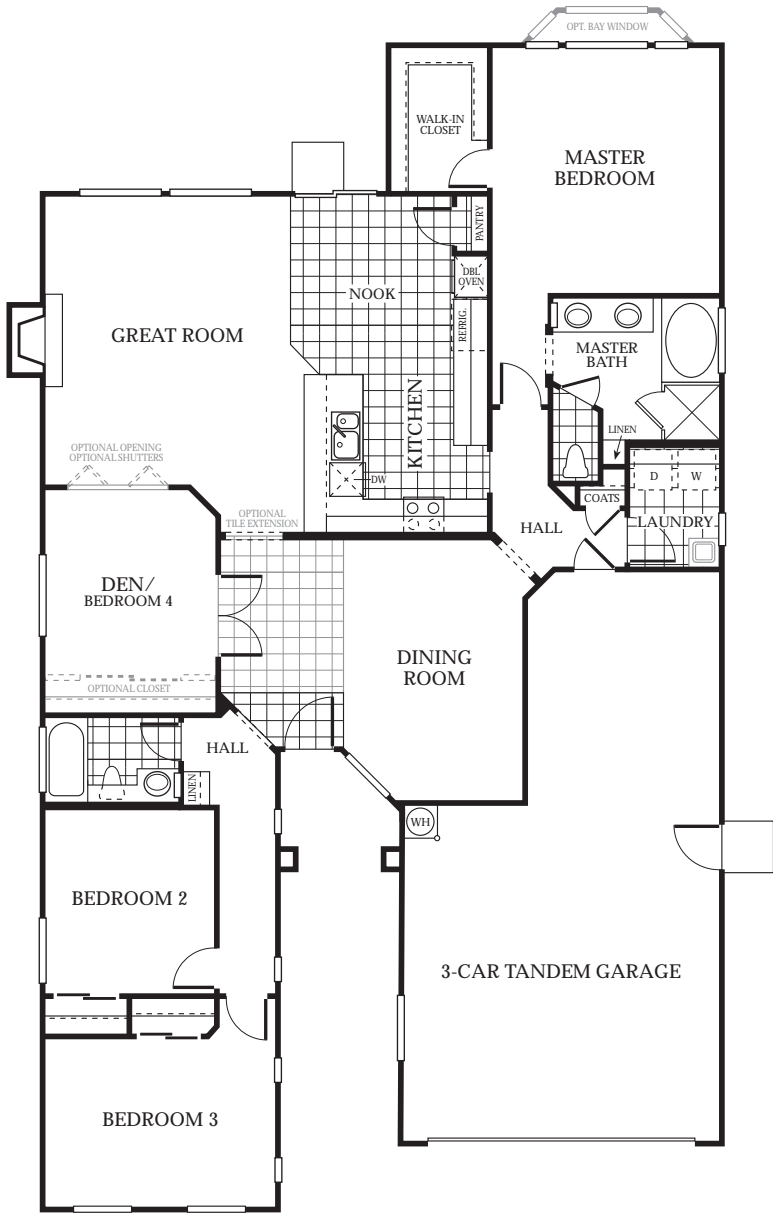 OPT. BAY WINDOW
WALK-IN
CLOSET
MASTER
BEDROOM
PANTRY
DBL
OVEN
NOOK
REFRIG.
GREAT ROOM
MASTER
BATH
KITCHEN
LINEN
OPTIONAL OPENING
OPTIONAL SHUTTERS
DW
D
W
COATS
OPTIONAL
TILE EXTENSION
HALL
LAUNDRY
DEN/
BEDROOM 4
DINING
ROOM
OPTIONAL CLOSET
HALL
LINEN
WH
BEDROOM 2
3-CAR TANDEM GARAGE
BEDROOM 3